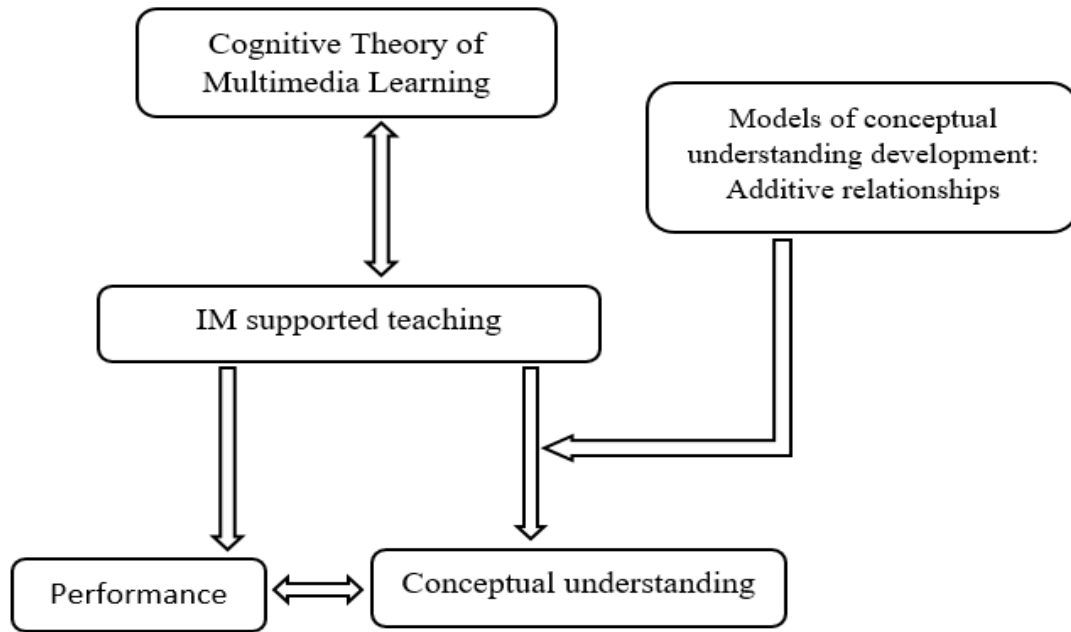 Cognitive Theory of
Multimedia Learning
Models of conceptual
understanding development:
Additive relationships
IM supported teaching
Performance
Conceptual understanding